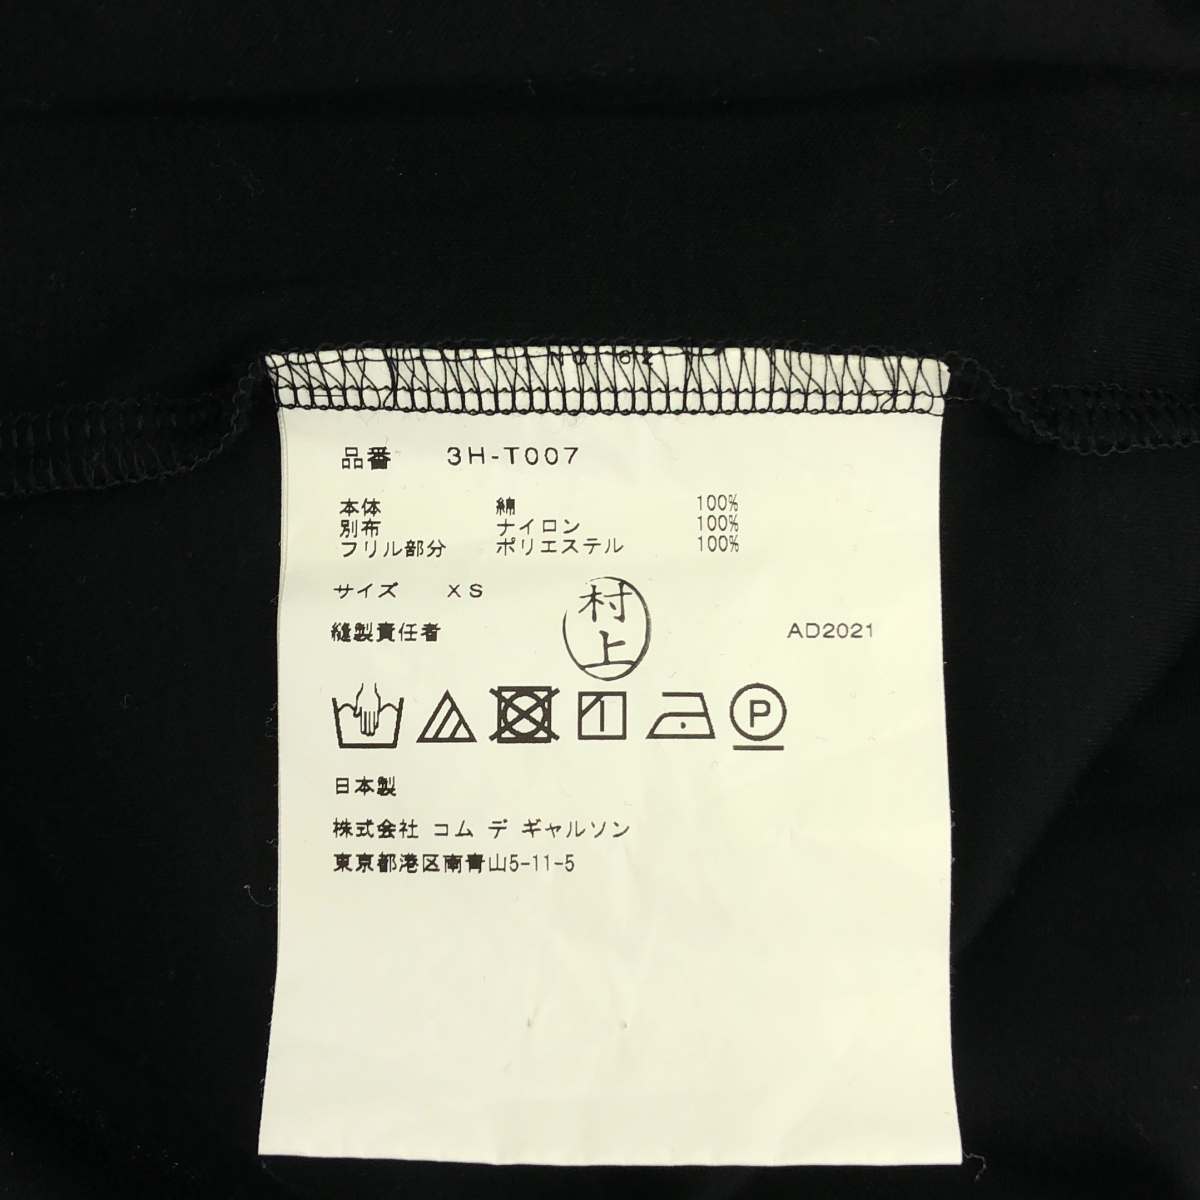 品番 3H-T007
本体 綿 100%
別布 ナイロン 100%
フリル部分 ポリエステル 100%
サイズ XS
縫製責任者 村上 AD2021
P
日本製
株式会社 コム デ ギャルソン
東京都港区南青山5-11-5